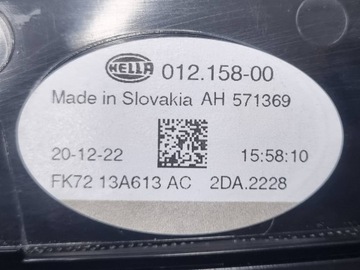 HELLA 012.158-00
Made in Slovakia AH 571369
20-12-22 15:58:10
FK72 13A613 AC 2DA.2228